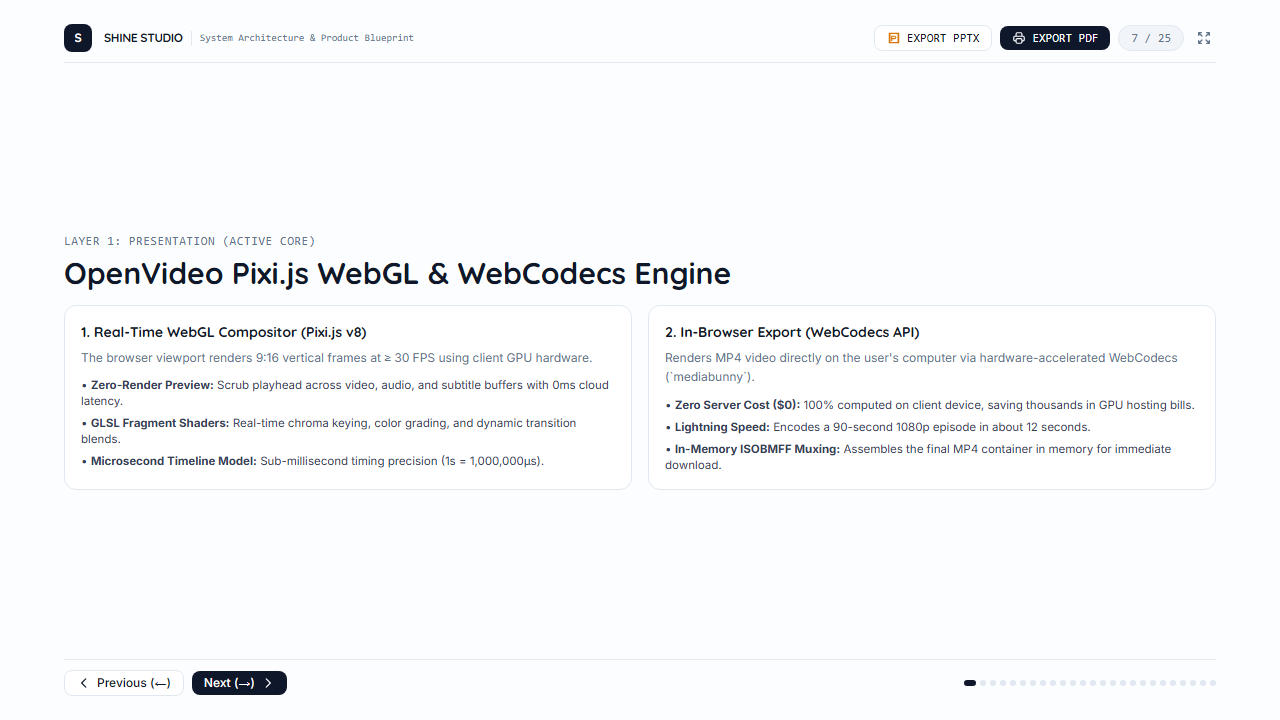 S
SHINE STUDIO
System Architecture & Product Blueprint
EXPORT PPTX
EXPORT PDF
7 / 25
LAYER 1: PRESENTATION (ACTIVE CORE)
OpenVideo Pixi.js WebGL & WebCodecs Engine
1. Real-Time WebGL Compositor (Pixi.js v8)
The browser viewport renders 9:16 vertical frames at ≥ 30 FPS using client GPU hardware.
• Zero-Render Preview: Scrub playhead across video, audio, and subtitle buffers with 0ms cloud
latency.
• GLSL Fragment Shaders: Real-time chroma keying, color grading, and dynamic transition
blends.
• Microsecond Timeline Model: Sub-millisecond timing precision (1s = 1,000,000μs).
2. In-Browser Export (WebCodecs API)
Renders MP4 video directly on the user's computer via hardware-accelerated WebCodecs
(`mediabunny`).
• Zero Server Cost ($0): 100% computed on client device, saving thousands in GPU hosting bills.
• Lightning Speed: Encodes a 90-second 1080p episode in about 12 seconds.
• In-Memory ISOBMFF Muxing: Assembles the final MP4 container in memory for immediate
download.
Previous (←)
Next (→)